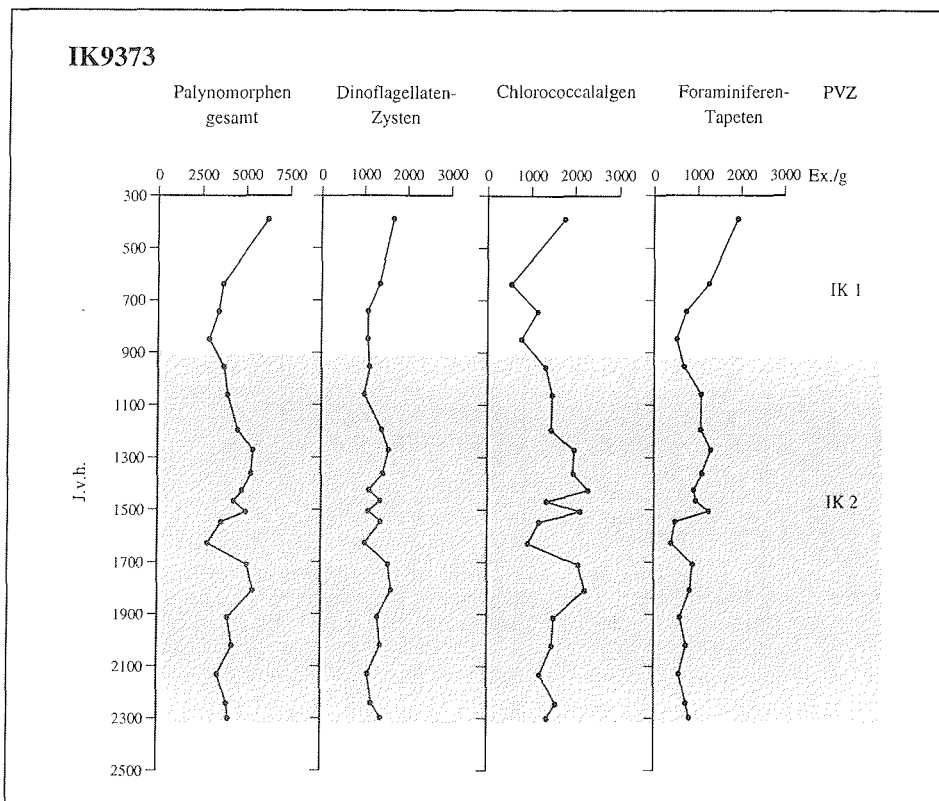 IK9373
Palynomorphen gesamt
Dinoflagellaten-Zysten
Chlorococcalalgen
Foraminiferen-Tapeten
PVZ
0 2500 5000 7500
0 1000 2000 3000
0 1000 2000 3000
0 1000 2000 3000
Ex./g
300
500
700
900
1100
1300
1500
1700
1900
2100
2300
2500
J.v.h.
IK 1
IK 2